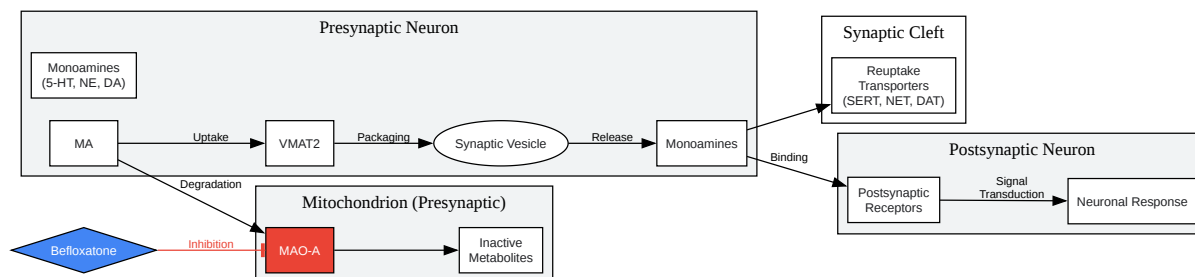 Presynaptic Neuron
Synaptic Cleft
Monoamines
(5-HT, NE, DA)
Reuptake
Transporters
(SERT, NET, DAT)
MA
Uptake
VMAT2
Packaging
Synaptic Vesicle
Release
Monoamines
Binding
Postsynaptic Neuron
Postsynaptic
Receptors
Signal
Transduction
Neuronal Response
Degradation
Mitochondrion (Presynaptic)
Befloxatone
Inhibition
MAO-A
Inactive
Metabolites